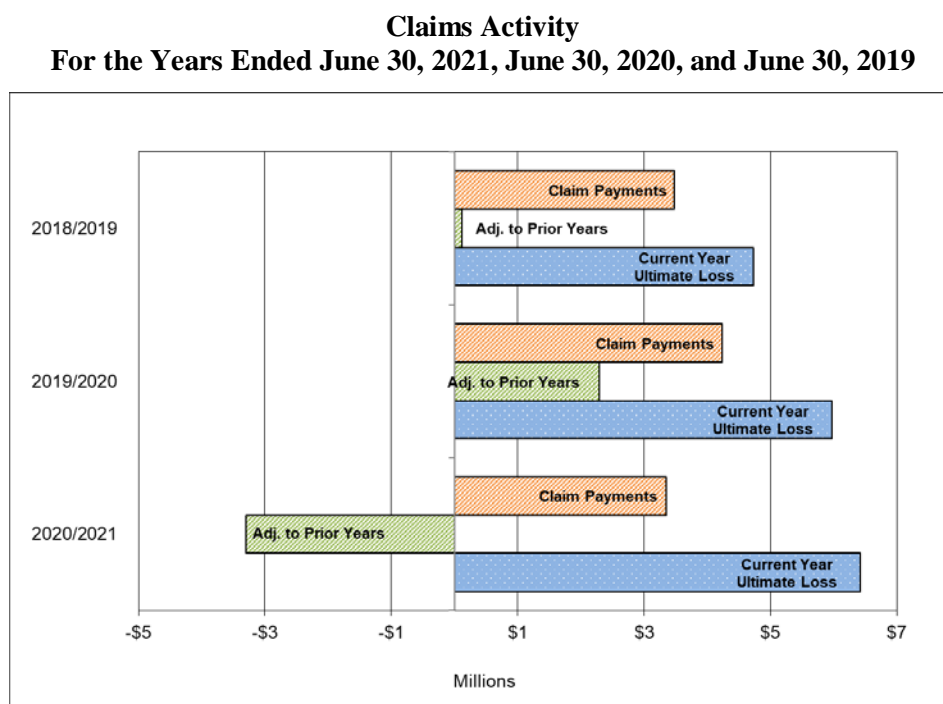 Claims Activity
For the Years Ended June 30, 2021, June 30, 2020, and June 30, 2019
Claim Payments
2018/2019
Adj. to Prior Years
Current Year
Ultimate Loss
Claim Payments
2019/2020
Adj. to Prior Years
Current Year
Ultimate Loss
Claim Payments
2020/2021
Adj. to Prior Years
Current Year
Ultimate Loss
-$5 -$3 -$1 $1 $3 $5 $7
Millions